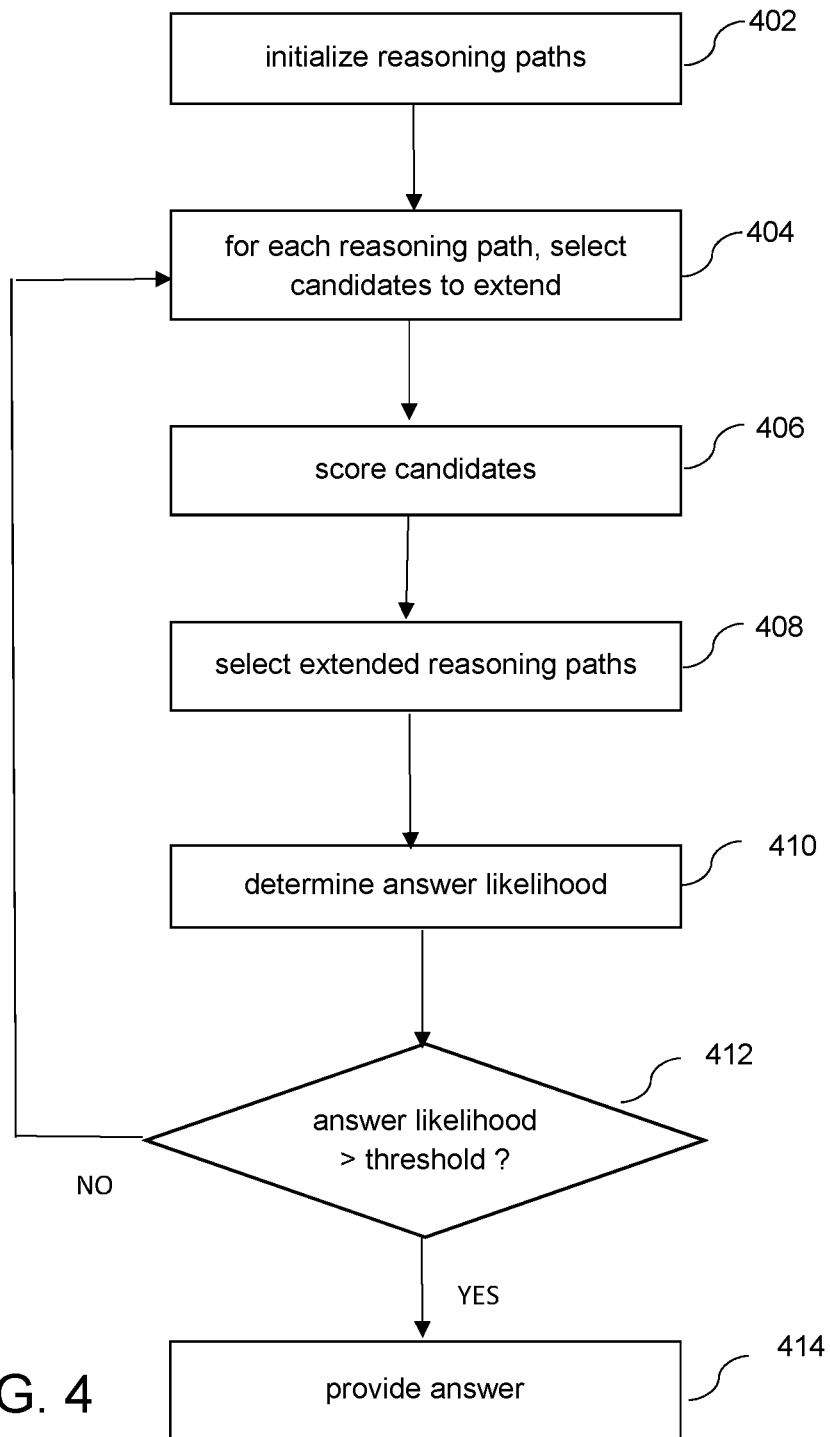 402
initialize reasoning paths
404
for each reasoning path, select
candidates to extend
406
score candidates
408
select extended reasoning paths
410
determine answer likelihood
412
answer likelihood
> threshold ?
NO
YES
414
provide answer
G. 4